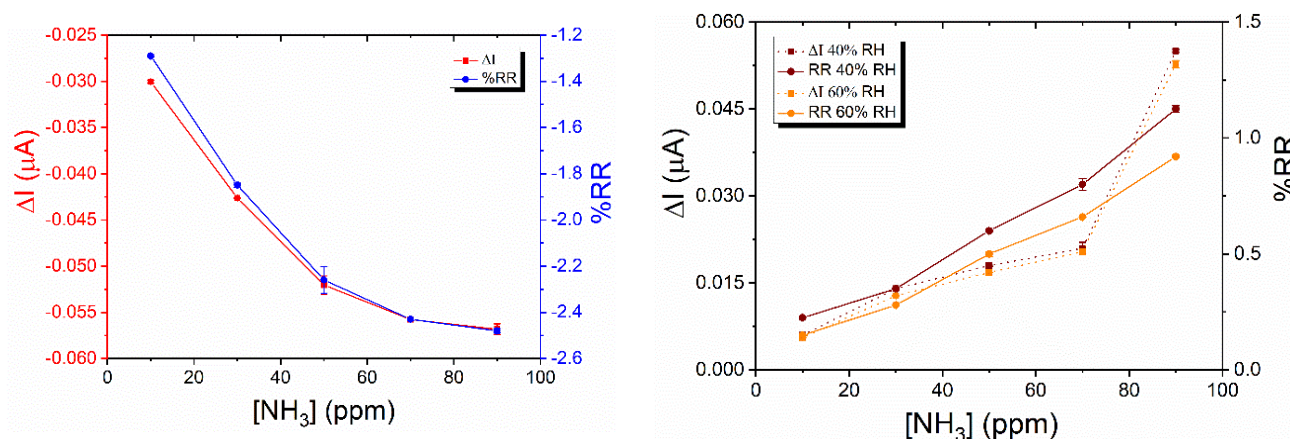 -0.025
-0.030
-0.035
-0.040
-0.045
-0.050
-0.055
-0.060
ΔI (μA)
ΔI
%RR
-1.2
-1.4
-1.6
-1.8
-2.0
-2.2
-2.4
-2.6
%RR
0 20 40 60 80 100
[NH₃] (ppm)
0.060
0.045
0.030
0.015
0.000
ΔI (μA)
ΔI 40% RH
RR 40% RH
ΔI 60% RH
RR 60% RH
1.5
1.0
0.5
0.0
%RR
0 20 40 60 80 100
[NH₃] (ppm)